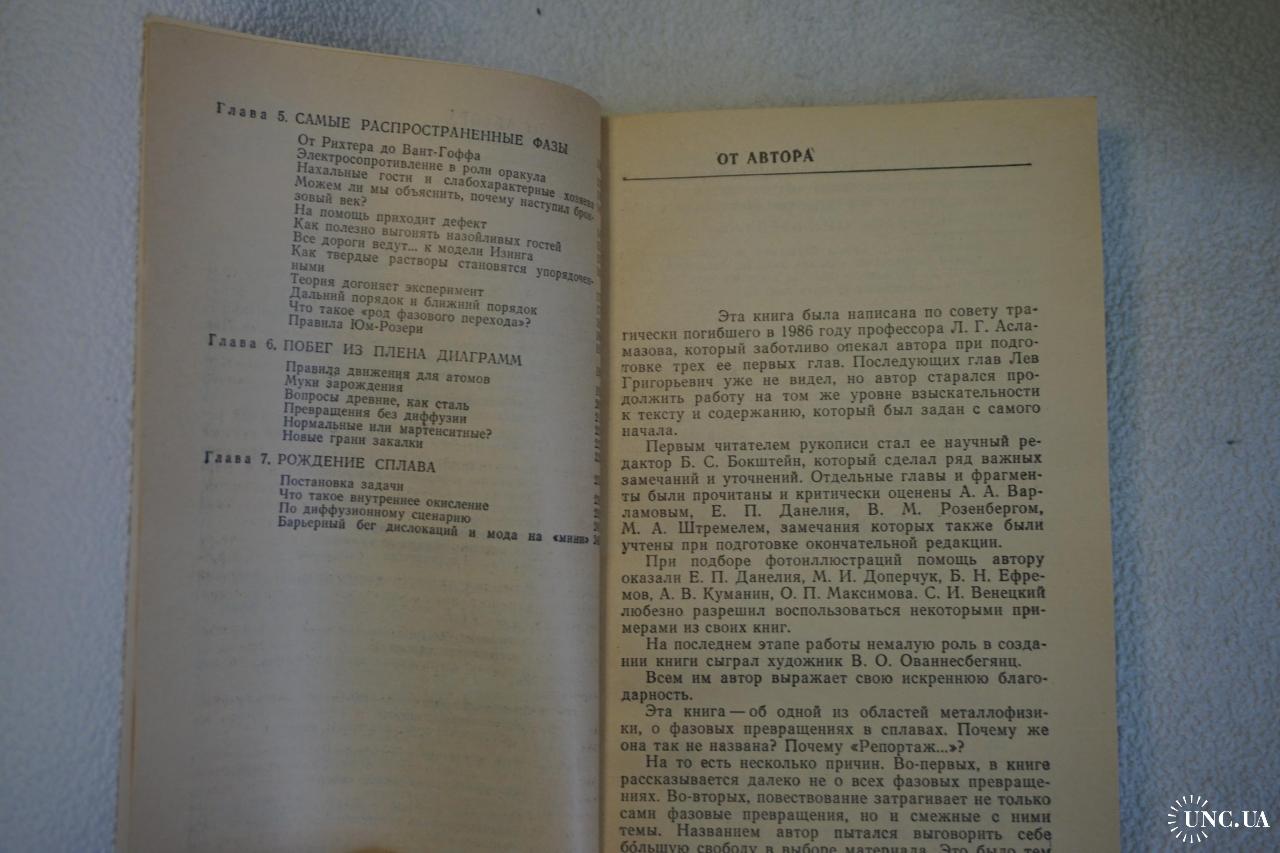 Глава 5. САМЫЕ РАСПРОСТРАНЕННЫЕ ФАЗЫ
От Рихтера до Вант-Гоффа
Электросопротивление в роли оракула
Нахальные гости и слабохарактерные хозяева
Можем ли мы объяснить, почему наступил брон-
зовый век?
На помощь приходит дефект
Как полезно выгонять назойливых гостей
Все дороги ведут... к модели Изинга
Как твердые растворы становятся упорядочен-
ными
Теория догоняет эксперимент
Дальний порядок и ближний порядок
Что такое «род фазового перехода»?
Правила Юм-Розери
Глава 6. ПОБЕГ ИЗ ПЛЕНА ДИАГРАММ
Правила движения для атомов
Муки зарождения
Вопросы древние, как сталь
Превращения без диффузии
Нормальные или мартенситные?
Новые грани закалки
Глава 7. РОЖДЕНИЕ СПЛАВА
Постановка задачи
Что такое внутреннее окисление
По диффузионному сценарию
Барьерный бег дислокаций и мода на «мини»
ОТ АВТОРА
Эта книга была написана по совету тра-
гически погибшего в 1986 году профессора Л. Г. Асла-
мазова, который заботливо опекал автора при подго-
товке трех ее первых глав. Последующих глав Лев
Григорьевич уже не видел, но автор старался про-
должить работу на том же уровне взыскательности
к тексту и содержанию, который был задан с самого
начала.
Первым читателем рукописи стал ее научный ре-
дактор Б. С. Бокштейн, который сделал ряд важных
замечаний и уточнений. Отдельные главы и фрагмен-
ты были прочитаны и критически оценены А. А. Вар-
ламовым, Е. П. Данелия, В. М. Розенбергом,
М. А. Штремелем, замечания которых также были
учтены при подготовке окончательной редакции.
При подборе фотоиллюстраций помощь автору
оказали Е. П. Данелия, М. И. Доперчук, Б. Н. Ефре-
мов, А. В. Куманин, О. П. Максимова. С. И. Венецкий
любезно разрешил воспользоваться некоторыми при-
мерами из своих книг.
На последнем этапе работы немалую роль в созда-
нии книги сыграл художник В. О. Ованнесбегянц.
Всем им автор выражает свою искреннюю благо-
дарность.
Эта книга — об одной из областей металлофизи-
ки, о фазовых превращениях в сплавах. Почему же
она так не названа? Почему «Репортаж...»?
На то есть несколько причин. Во-первых, в книге
рассказывается далеко не о всех фазовых превраще-
ниях. Во-вторых, повествование затрагивает не только
сами фазовые превращения, но и смежные с ними
темы. Названием автор пытался выговорить себе
бо́льшую свободу в выборе материала. Это было тем
UNC.UA